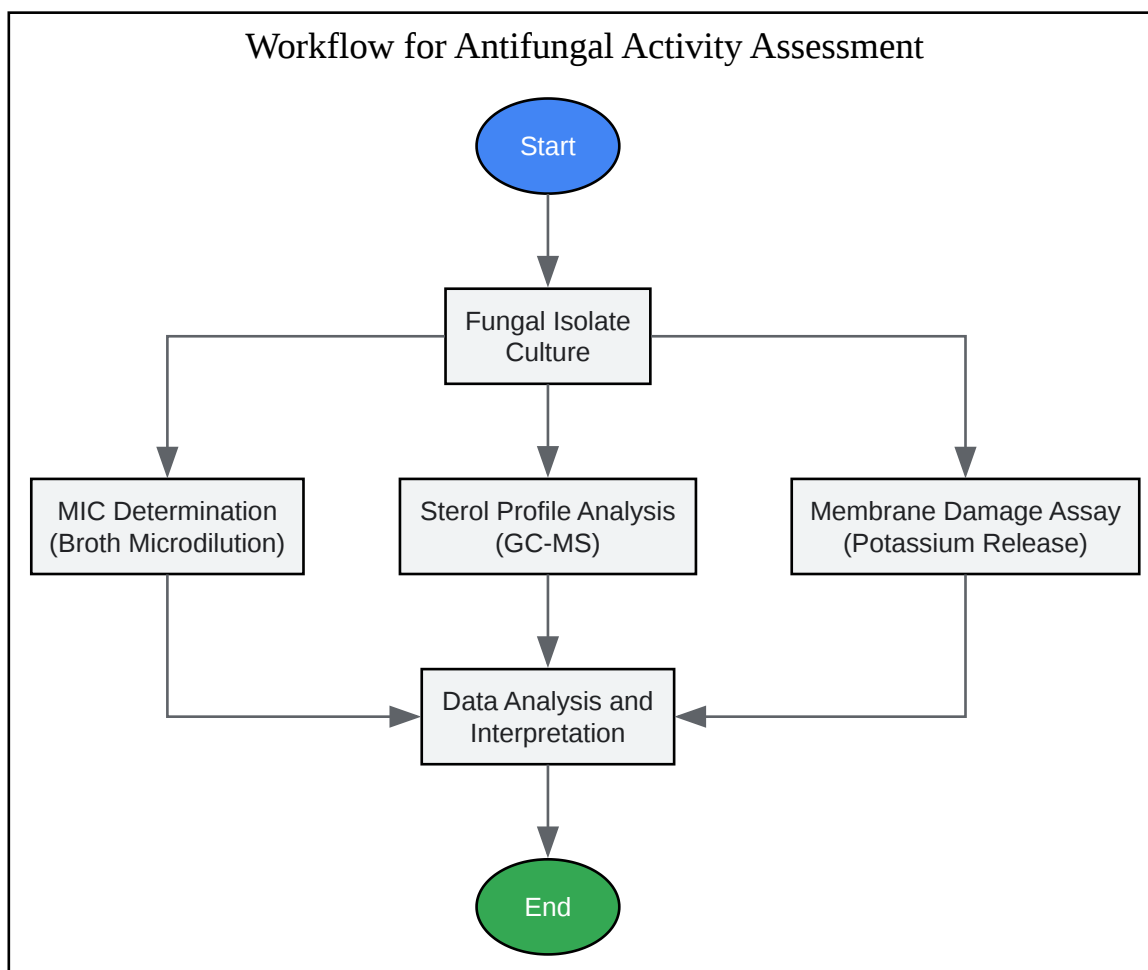 Workflow for Antifungal Activity Assessment
Start
Fungal Isolate
Culture
MIC Determination
(Broth Microdilution)
Sterol Profile Analysis
(GC-MS)
Membrane Damage Assay
(Potassium Release)
Data Analysis and
Interpretation
End